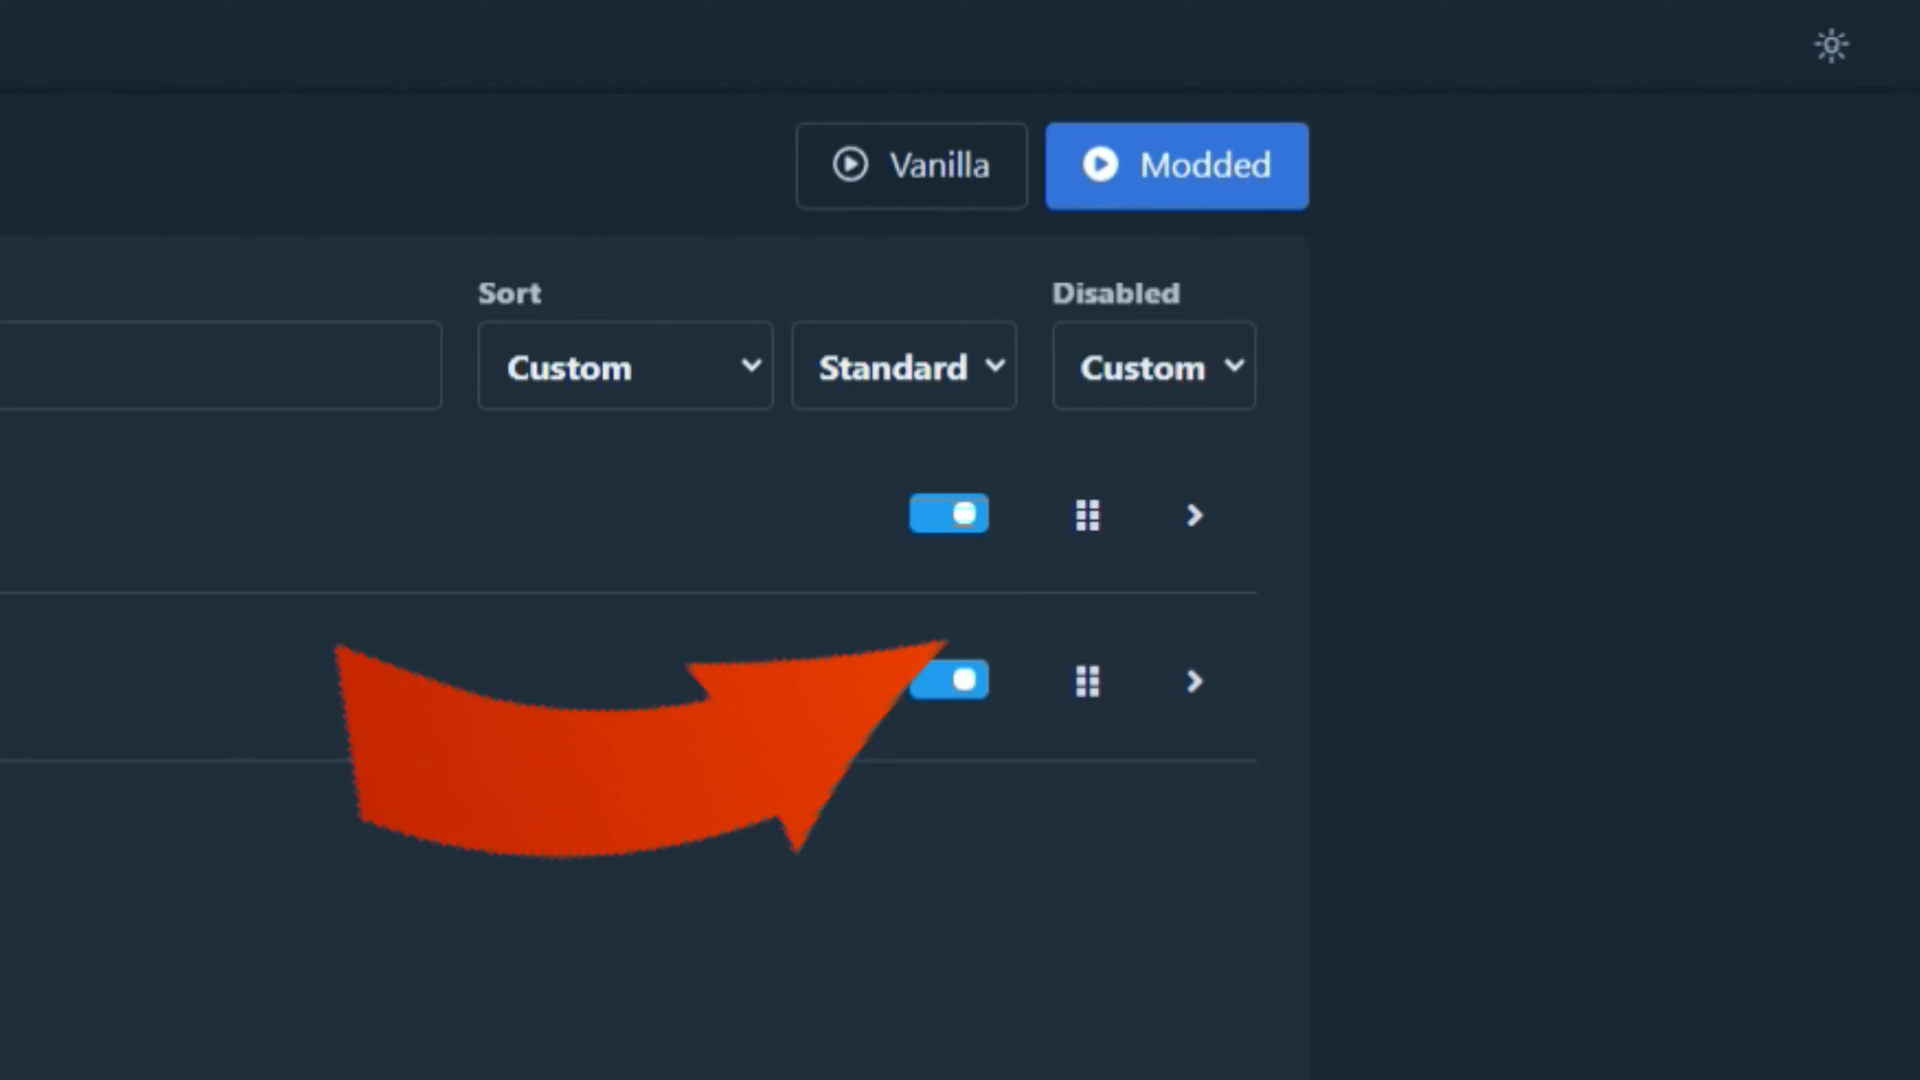 Vanilla
Modded
Sort
Disabled
Custom
Standard
Custom